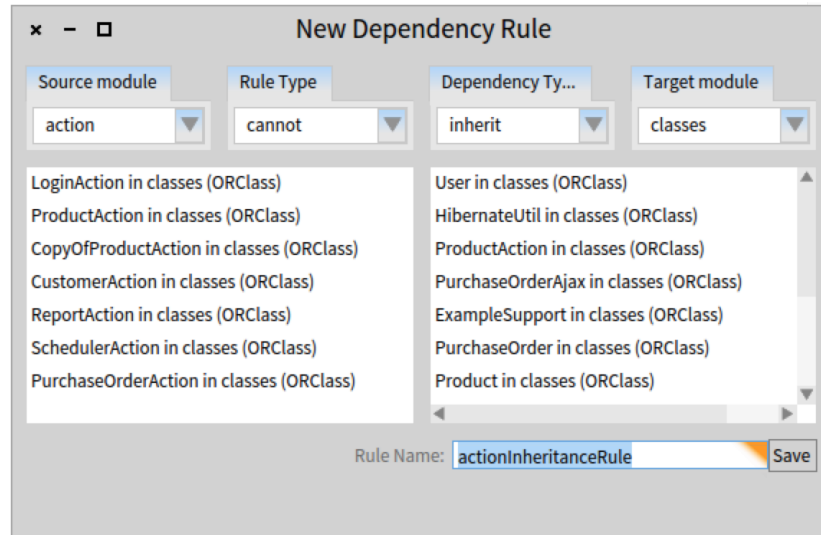 New Dependency Rule
Source module
Rule Type
Dependency Ty...
Target module
action
cannot
inherit
classes
LoginAction in classes (ORClass)
ProductAction in classes (ORClass)
CopyOfProductAction in classes (ORClass)
CustomerAction in classes (ORClass)
ReportAction in classes (ORClass)
SchedulerAction in classes (ORClass)
PurchaseOrderAction in classes (ORClass)
User in classes (ORClass)
HibernateUtil in classes (ORClass)
ProductAction in classes (ORClass)
PurchaseOrderAjax in classes (ORClass)
ExampleSupport in classes (ORClass)
PurchaseOrder in classes (ORClass)
Product in classes (ORClass)
Rule Name: actionInheritanceRule
Save